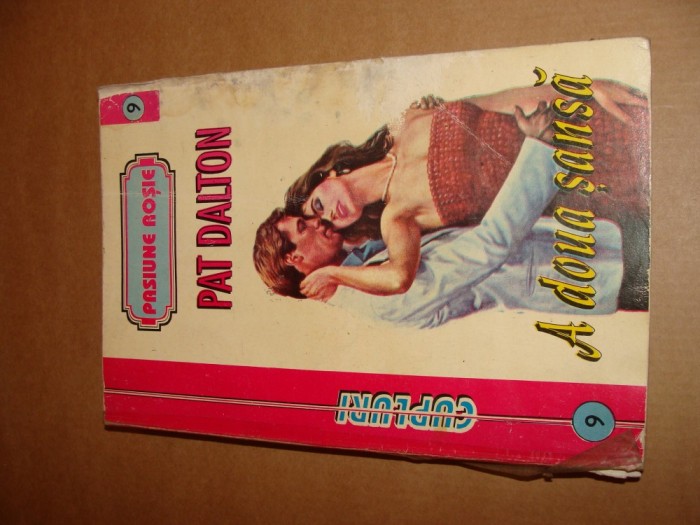 9
PASIUNE ROȘIE
PAT DALTON
A doua șansă
CUPLURI
9